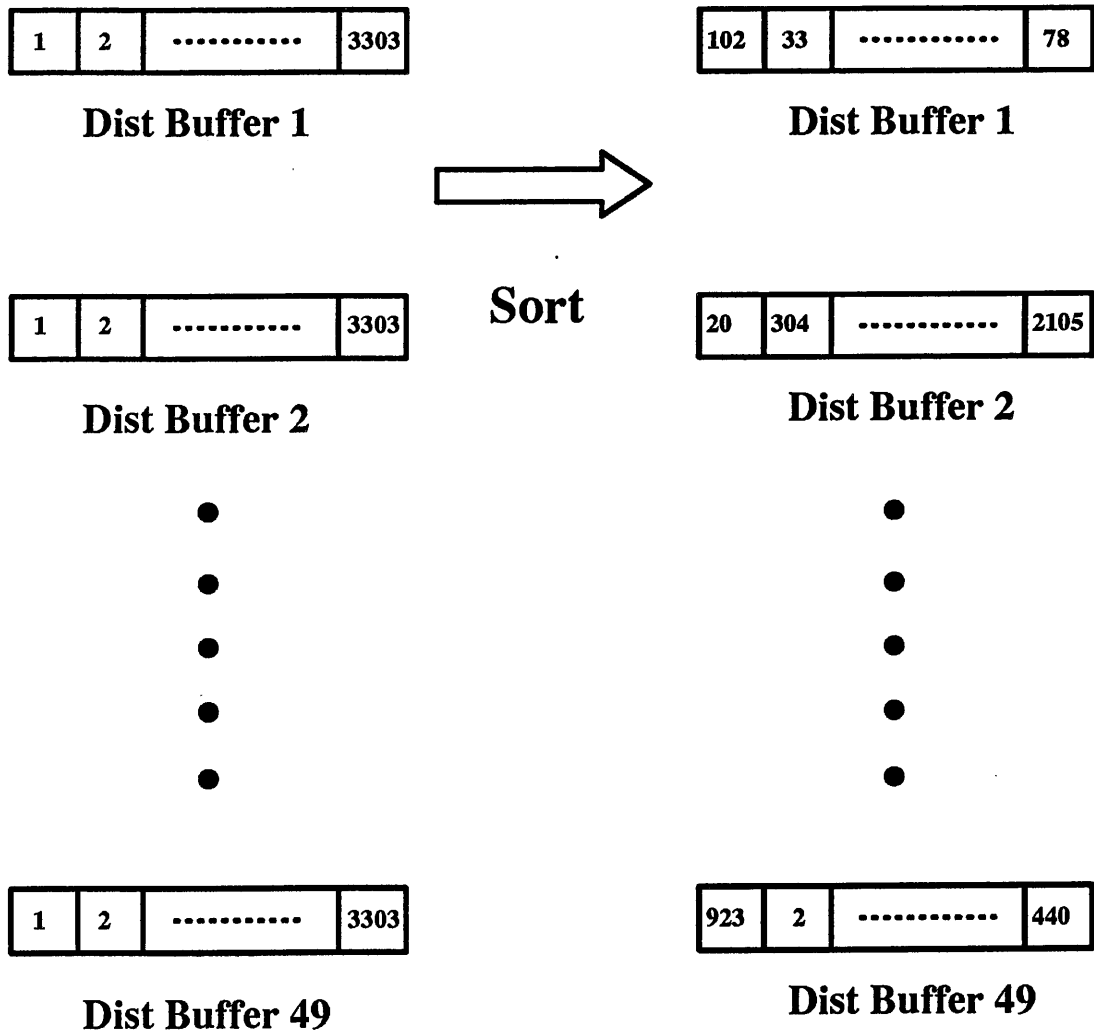 1 2 ........... 3303
Dist Buffer 1
102 33 ............ 78
Dist Buffer 1
Sort
1 2 ........... 3303
Dist Buffer 2
20 304 ............ 2105
Dist Buffer 2
1 2 ........... 3303
Dist Buffer 49
923 2 ............ 440
Dist Buffer 49